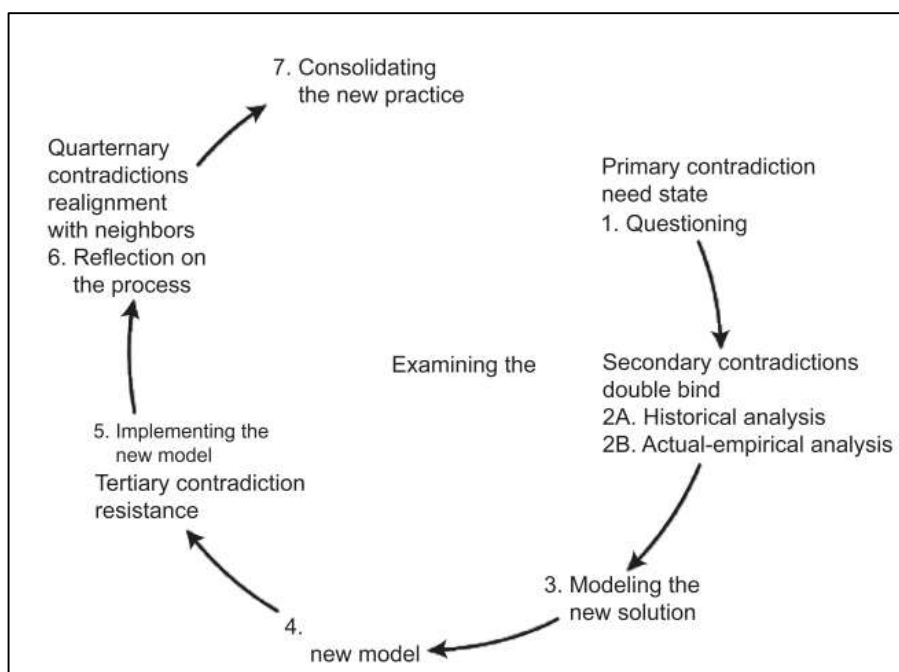 7. Consolidating
the new practice
Quarternary
contradictions
realignment
with neighbors
6. Reflection on
the process
Primary contradiction
need state
1. Questioning
Examining the
Secondary contradictions
double bind
2A. Historical analysis
2B. Actual-empirical analysis
5. Implementing the
new model
Tertiary contradiction
resistance
3. Modeling the
new solution
4.
new model